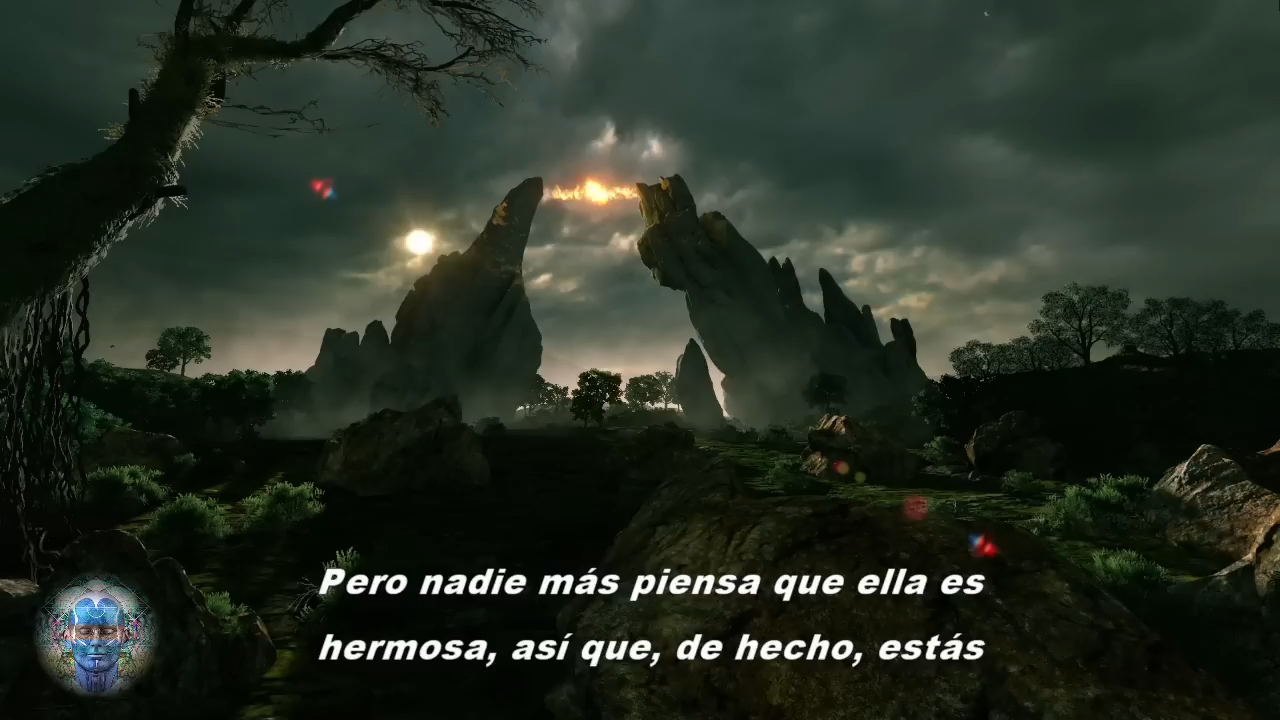 Pero nadie más piensa que ella es
hermosa, así que, de hecho, estás